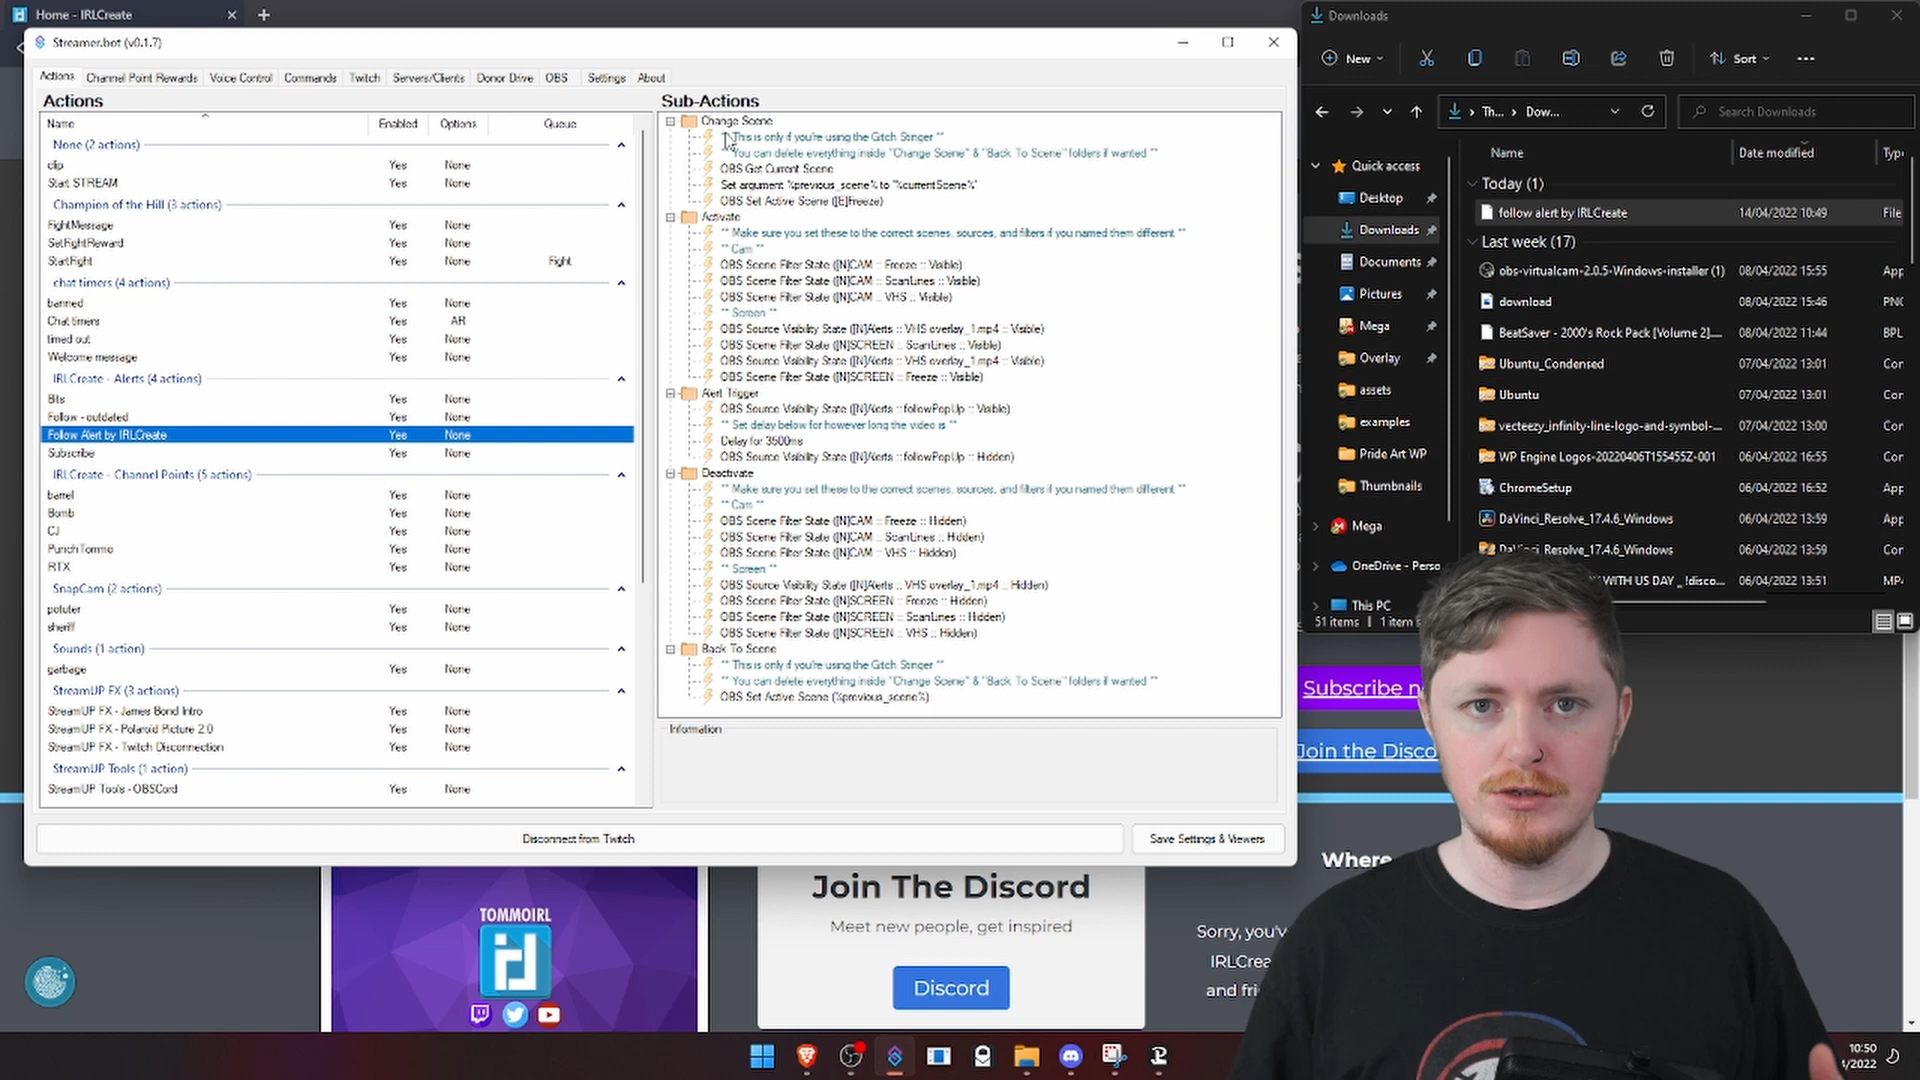 Home - IRLCreate
Streamer.bot (v0.1.7)
Actions Channel Point Rewards Voice Control Commands Twitch Servers/Clients Donor Drive OBS Settings About
Actions
Name Enabled Options Queue
None (2 actions)
clip Yes None
Start STREAM Yes None
Champion of the Hill (3 actions)
FightMessage Yes None
SetFightReward Yes None
StartFight Yes None Fight
chat timers (4 actions)
banned Yes None
Chat timers Yes AR
timed out Yes None
Welcome message Yes None
IRLCreate - Alerts (4 actions)
Bits Yes None
Follow - outdated Yes None
Follow Alert by IRLCreate Yes None
Subscribe Yes None
IRLCreate - Channel Points (5 actions)
barrel Yes None
Bomb Yes None
CJ Yes None
PunchTommo Yes None
RTX Yes None
SnapCam (2 actions)
potuter Yes None
sheriff Yes None
Sounds (1 action)
garbage Yes None
StreamUP FX (3 actions)
StreamUP FX - James Bond Intro Yes None
StreamUP FX - Polaroid Picture 2.0 Yes None
StreamUP FX - Twitch Disconnection Yes None
StreamUP Tools (1 action)
StreamUP Tools - OBSCord Yes None
Sub-Actions
Change Scene
This is only if you're using the Gitch Stinger **
You can delete everything inside "Change Scene" & "Back To Scene" folders if wanted **
OBS Get Current Scene
Set argument '%previous_scene%' to '%currentScene%'
OBS Set Active Scene ([E]Freeze)
Activate
** Make sure you set these to the correct scenes, sources, and filters if you named them different **
** Cam **
OBS Scene Filter State ([N]CAM :: Freeze :: Visible)
OBS Scene Filter State ([N]CAM :: ScanLines :: Visible)
OBS Scene Filter State ([N]CAM :: VHS :: Visible)
** Screen **
OBS Source Visibility State ([N]Alerts :: VHS overlay_1.mp4 :: Visible)
OBS Scene Filter State ([N]SCREEN :: ScanLines :: Visible)
OBS Source Visibility State ([N]Alerts :: VHS overlay_1.mp4 :: Visible)
OBS Scene Filter State ([N]SCREEN :: Freeze :: Visible)
Alert Trigger
OBS Source Visibility State ([N]Alerts :: followPopUp :: Visible)
** Set delay below for however long the video is **
Delay for 3500ms
OBS Source Visibility State ([N]Alerts :: followPopUp :: Hidden)
Deactivate
** Make sure you set these to the correct scenes, sources, and filters if you named them different **
** Cam **
OBS Scene Filter State ([N]CAM :: Freeze :: Hidden)
OBS Scene Filter State ([N]CAM :: ScanLines :: Hidden)
OBS Scene Filter State ([N]CAM :: VHS :: Hidden)
** Screen **
OBS Source Visibility State ([N]Alerts :: VHS overlay_1.mp4 :: Hidden)
OBS Scene Filter State ([N]SCREEN :: Freeze :: Hidden)
OBS Scene Filter State ([N]SCREEN :: ScanLines :: Hidden)
OBS Scene Filter State ([N]SCREEN :: VHS :: Hidden)
Back To Scene
** This is only if you're using the Gitch Stinger **
** You can delete everything inside "Change Scene" & "Back To Scene" folders if wanted **
OBS Set Active Scene (%previous_scene%)
Information
Disconnect from Twitch
Save Settings & Viewers
Downloads
New Sort
Th... Dow... Search Downloads
Quick access
Desktop
Downloads
Documents
Pictures
Mega
Overlay
assets
examples
Pride Art WP
Thumbnails
Mega
OneDrive - Perso
This PC
Name Date modified Typ
Today (1)
follow alert by IRLCreate 14/04/2022 10:49 File
Last week (17)
obs-virtualcam-2.0.5-Windows-installer (1) 08/04/2022 15:55 App
download 08/04/2022 15:46 PNG
BeatSaver - 2000's Rock Pack [Volume 2].... 08/04/2022 11:44 BPL
Ubuntu_Condensed 07/04/2022 13:01 Cor
Ubuntu 07/04/2022 13:01 Cor
vecteezy_infinity-line-logo-and-symbol-... 07/04/2022 13:00 Cor
WP Engine Logos-20220406T155455Z-001 06/04/2022 16:55 Cor
ChromeSetup 06/04/2022 16:52 App
DaVinci_Resolve_17.4.6_Windows 06/04/2022 13:59 App
DaVinci_Resolve_17.4.6_Windows 06/04/2022 13:59 Cor
WITH US DAY _ !disco... 06/04/2022 13:51 MP4
51 items 1 item
Subscribe n
Join the Disco
Where
Sorry, you'v
IRLCrea
and fri
TOMMOIRL
Join The Discord
Meet new people, get inspired
Discord
10:50
/2022